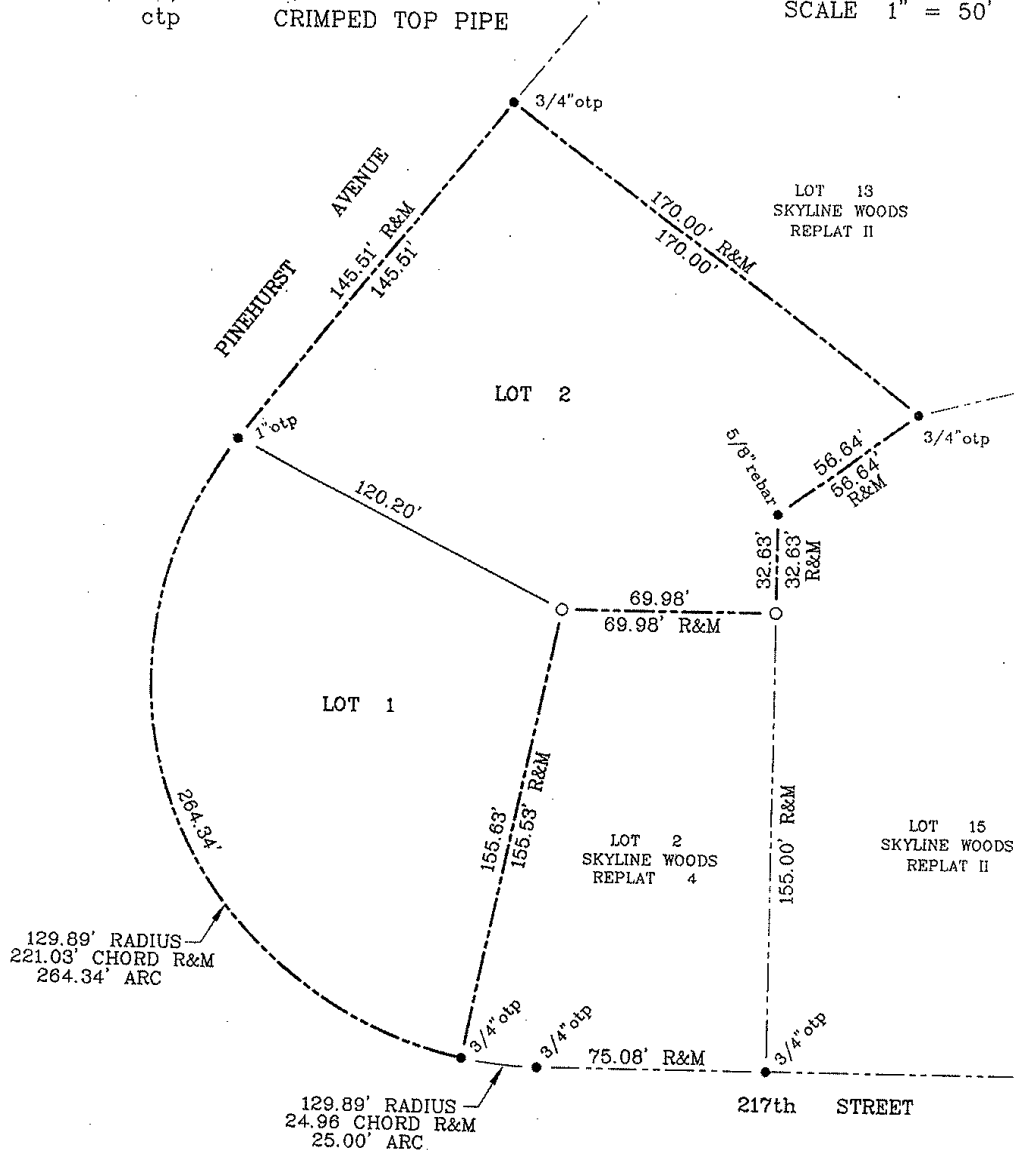 ctp CRIMPED TOP PIPE
SCALE 1" = 50'
3/4"otp
PINEHURST AVENUE
145.51' R&M
145.51'
170.00' R&M
170.00'
LOT 13
SKYLINE WOODS
REPLAT II
LOT 2
1"otp
3/4"otp
5/8"rebar
56.64'
56.64'
R&M
120.20'
32.63'
32.63'
R&M
69.98'
69.98' R&M
LOT 1
264.34'
155.63'
155.53' R&M
LOT 2
SKYLINE WOODS
REPLAT 4
155.00' R&M
LOT 15
SKYLINE WOODS
REPLAT II
129.89' RADIUS
221.03' CHORD R&M
264.34' ARC
3/4"otp
3/4"otp
75.08' R&M
3/4"otp
129.89' RADIUS
24.96 CHORD R&M
25.00' ARC
217th STREET